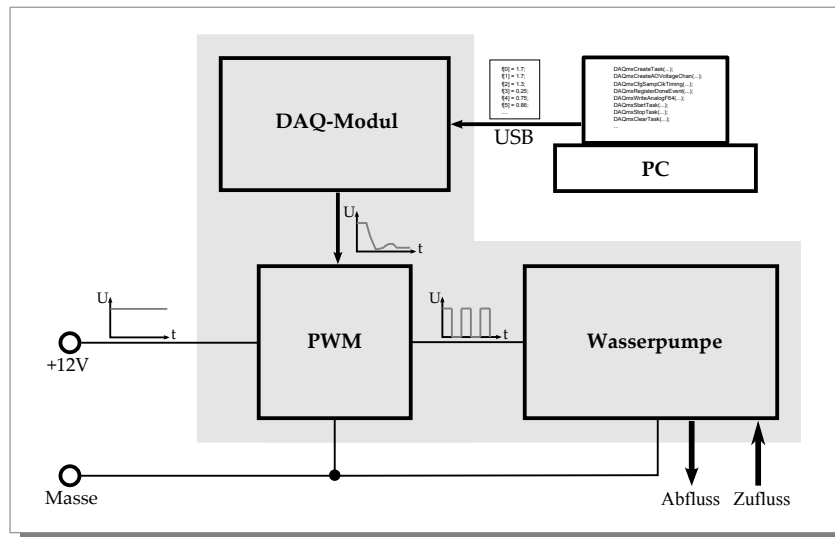 f[0] = 1.7;
f[1] = 1.7;
f[2] = 1.3;
f[3] = 0.25;
f[4] = 0.75;
f[5] = 0.86;
....
DAQmxCreateTask(...);
DAQmxCreateAOVoltageChan(...);
DAQmxCfgSampClkTiming(...);
DAQmxRegisterDoneEvent(...);
DAQmxWriteAnalogF64(...);
DAQmxStartTask(...);
DAQmxStopTask(...);
DAQmxClearTask(...);
...
DAQ-Modul
USB
PC
U
t
U
t
+12V
PWM
U
t
Wasserpumpe
Masse
Abfluss
Zufluss